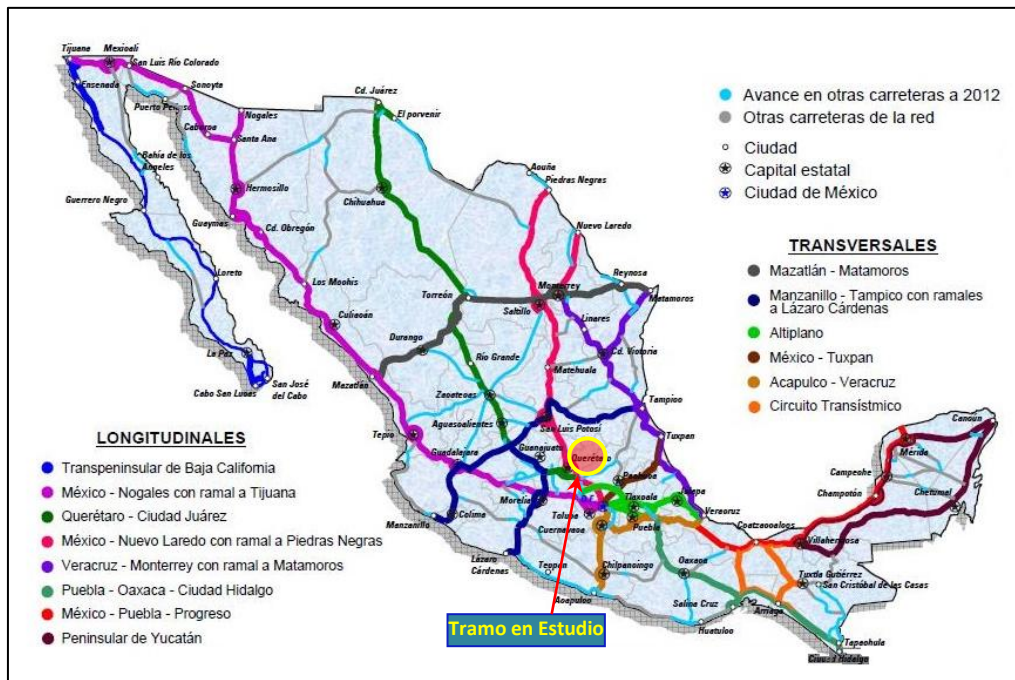 Tijuana
Mexicali
San Luis Río Colorado
Ensenada
Sonoyta
Puerto
Nogales
Caborca
Santa Ana
Cd. Juárez
El porvenir
Bahía de los
Angeles
Hermosillo
Chihuahua
Acuña
Piedras Negras
Guerrero Negro
Guaymas
Cd. Obregón
Nuevo Laredo
Loreto
Los Mochis
Torreón
Monterrey
Reynosa
Matamoros
Saltillo
Linares
Culiacán
Durango
La Paz
Cabo San Lucas
San José
del Cabo
Mazatlán
Río Grande
Cd. Victoria
Matehuala
Zacatecas
Aguascalientes
Tampico
San Luis Potosí
Tepic
Guadalajara
Guanajuato
Querétaro
Tuxpan
Pachuca
Morelia
Tlaxcala
Jalapa
Toluca
D.F.
Manzanillo
Colima
Cuernavaca
Puebla
Veracruz
Lázaro
Cárdenas
Teppan
Chilpancingo
Acapulco
Oaxaca
Salina Cruz
Huatulco
Coatzacoalcos
Villahermosa
Tuxtla Gutiérrez
San Cristóbal de las Casas
Arriaga
Tapachula
Ciudad Hidalgo
Champotón
Campeche
Mérida
Cancun
Chetumal
Avance en otras carreteras a 2012
Otras carreteras de la red
Ciudad
Capital estatal
Ciudad de México
TRANSVERSALES
Mazatlán - Matamoros
Manzanillo - Tampico con ramales
a Lázaro Cárdenas
Altiplano
México - Tuxpan
Acapulco - Veracruz
Circuito Transístmico
LONGITUDINALES
Transpeninsular de Baja California
México - Nogales con ramal a Tijuana
Querétaro - Ciudad Juárez
México - Nuevo Laredo con ramal a Piedras Negras
Veracruz - Monterrey con ramal a Matamoros
Puebla - Oaxaca - Ciudad Hidalgo
México - Puebla - Progreso
Peninsular de Yucatán
Tramo en Estudio